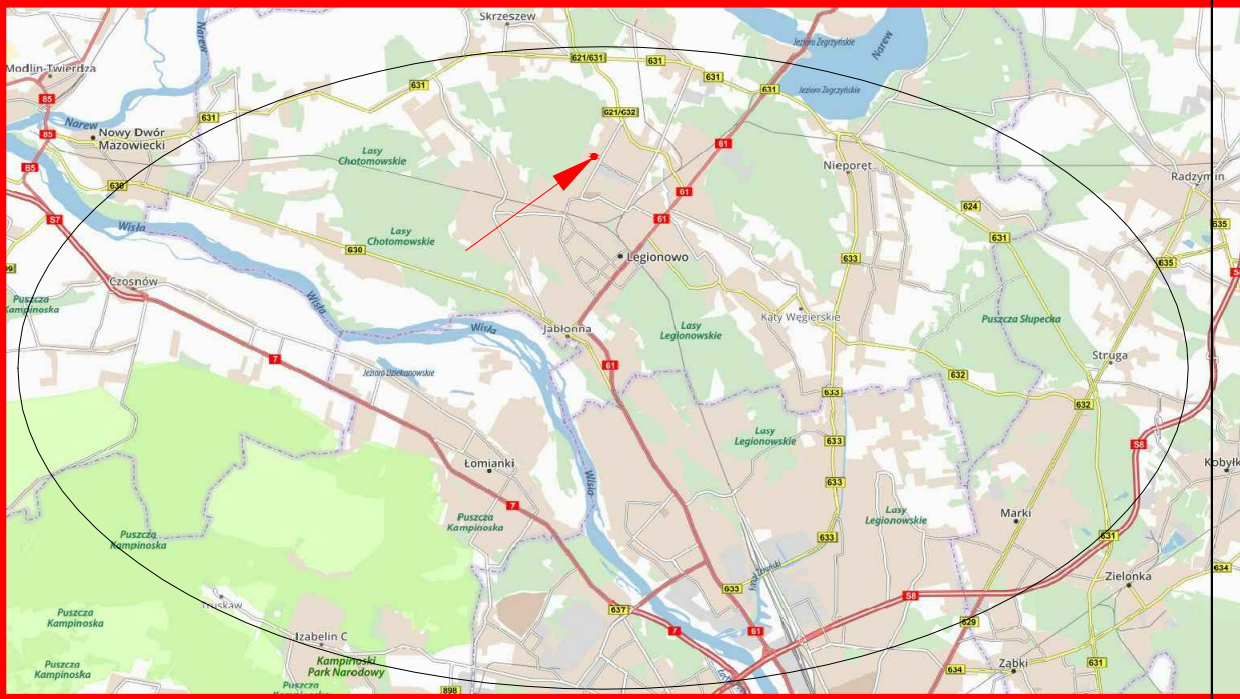 Skrzeszew
Narew
Jezioro Zegrzyńskie
Narew
621/631
631
631
631
631
Jezioro Zegrzyńskie
Modlin-Twierdza
85
621/632
631
Narew
85
Nowy Dwór
Mazowiecki
61
Lasy
Chotomowskie
Nieporęt
85
630
61
Radzymin
S7
Wisła
61
624
Lasy
Chotomowskie
635
631
630
Legionowo
633
635
Czosnów
Puszcza
Kampinoska
Wisła
Wisła
Jabłonna
Lasy
Legionowskie
Kąty Węgierskie
Puszcza Słupecka
7
61
Struga
632
633
632
Lasy
Legionowskie
633
S8
Łomianki
633
Kobyłk
7
Puszcza
Kampinoska
Wisła
Lasy
Legionowskie
Marki
Puszcza
Kampinoska
633
631
634
Zielonka
633
S8
Truskaw
637
Puszcza
Kampinoska
629
7
61
Izabelin C
Kampinoski
Park Narodowy
Puszcza
Kampinoska
634
Ząbki
631
Puszcza
898